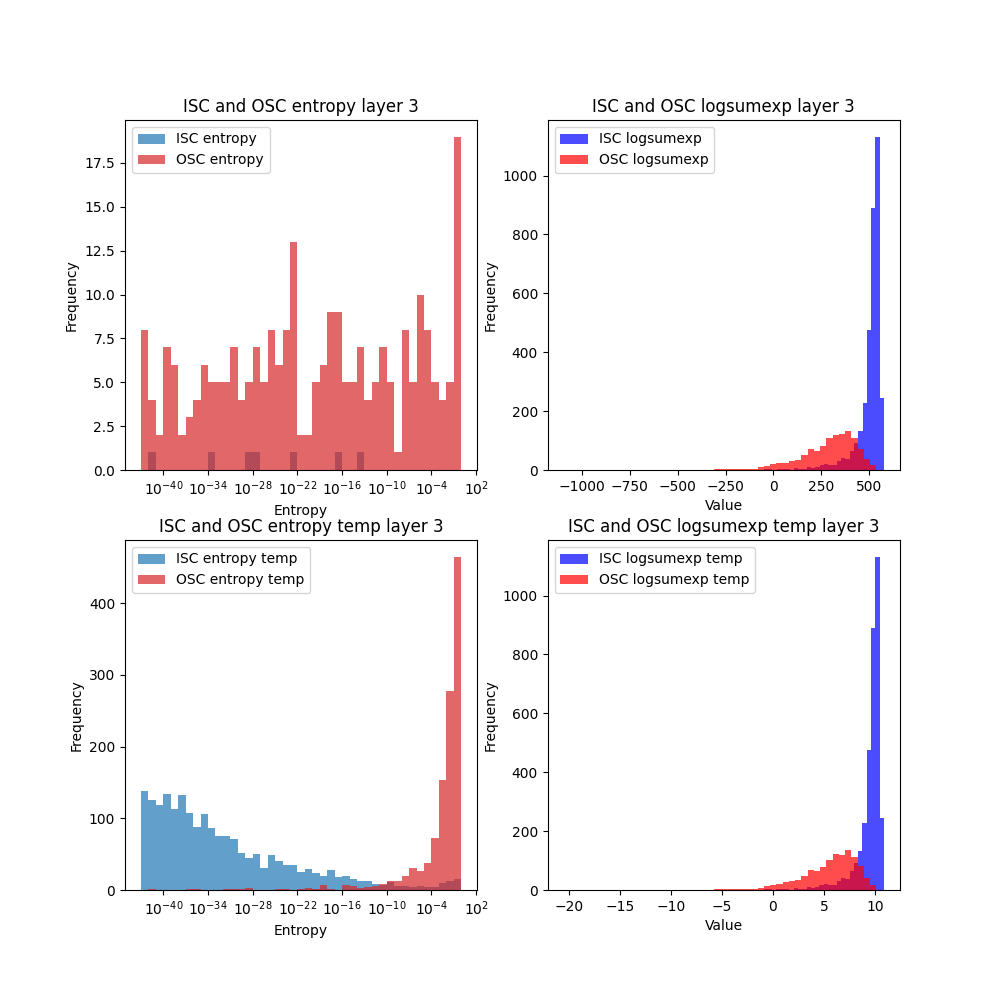 ISC and OSC entropy layer 3
ISC entropy
OSC entropy
17.5
15.0
12.5
10.0
7.5
5.0
2.5
0.0
Frequency
10⁻⁴⁰ 10⁻³⁴ 10⁻²⁸ 10⁻²² 10⁻¹⁶ 10⁻¹⁰ 10⁻⁴ 10²
Entropy
ISC and OSC logsumexp layer 3
ISC logsumexp
OSC logsumexp
1000
800
600
400
200
0
Frequency
−1000 −750 −500 −250 0 250 500
Value
ISC and OSC entropy temp layer 3
ISC entropy temp
OSC entropy temp
400
300
200
100
0
Frequency
10⁻⁴⁰ 10⁻³⁴ 10⁻²⁸ 10⁻²² 10⁻¹⁶ 10⁻¹⁰ 10⁻⁴ 10²
Entropy
ISC and OSC logsumexp temp layer 3
ISC logsumexp temp
OSC logsumexp temp
1000
800
600
400
200
0
Frequency
−20 −15 −10 −5 0 5 10
Value